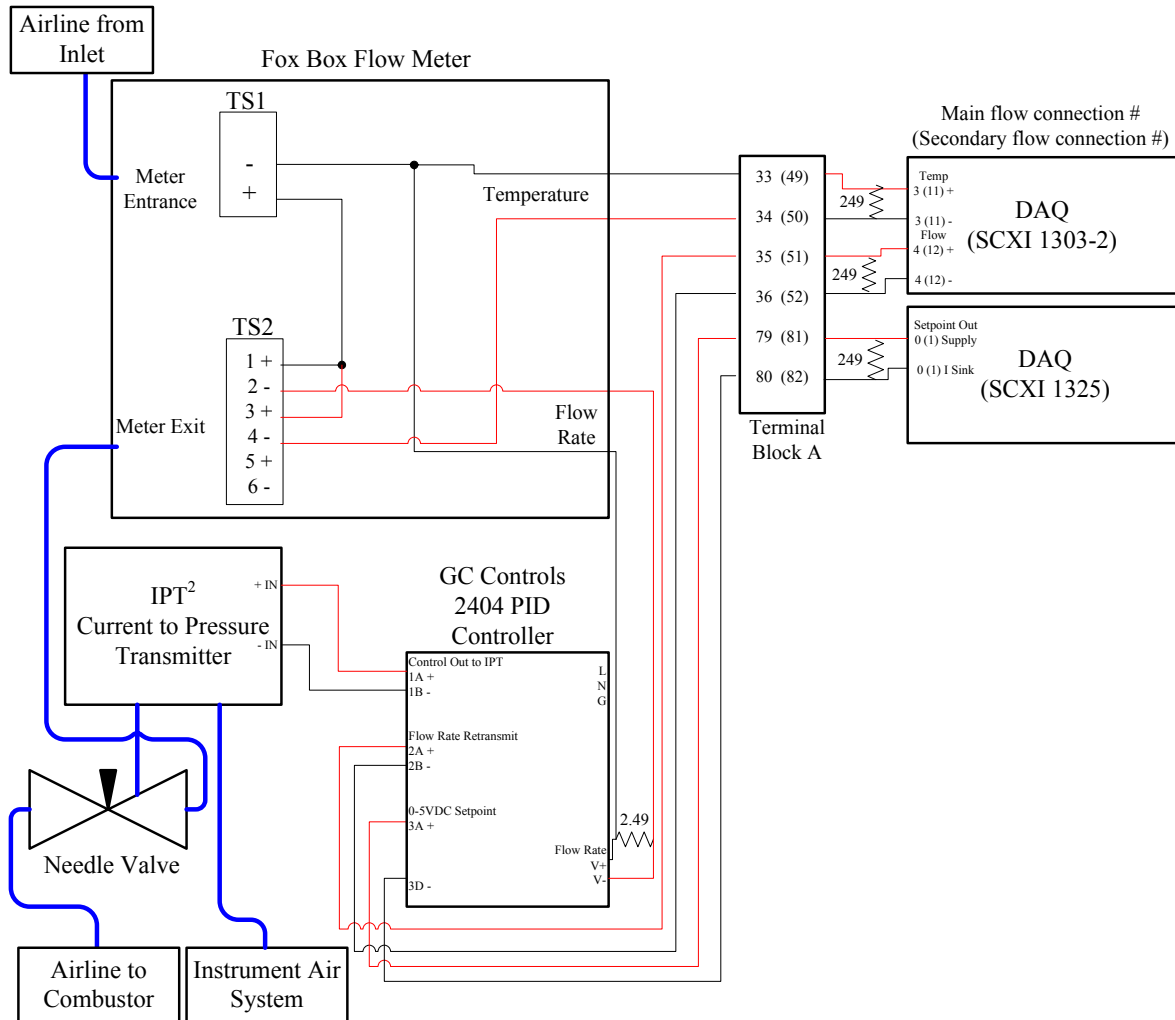 Airline from
Inlet
Fox Box Flow Meter
TS1
-
+
Meter
Entrance
Temperature
TS2
1 +
2 -
3 +
4 -
5 +
6 -
Meter Exit
Flow
Rate
Main flow connection #
(Secondary flow connection #)
33 (49)
34 (50)
35 (51)
36 (52)
79 (81)
80 (82)
Terminal
Block A
249
249
249
Temp
3 (11) +
3 (11) -
Flow
4 (12) +
4 (12) -
DAQ
(SCXI 1303-2)
Setpoint Out
0 (1) Supply
0 (1) I Sink
DAQ
(SCXI 1325)
IPT2
Current to Pressure
Transmitter
+ IN
- IN
GC Controls
2404 PID
Controller
Control Out to IPT
1A +
1B -
L
N
G
Flow Rate Retransmit
2A +
2B -
0-5VDC Setpoint
3A +
3D -
Flow Rate
V+
V-
2.49
Needle Valve
Airline to
Combustor
Instrument Air
System